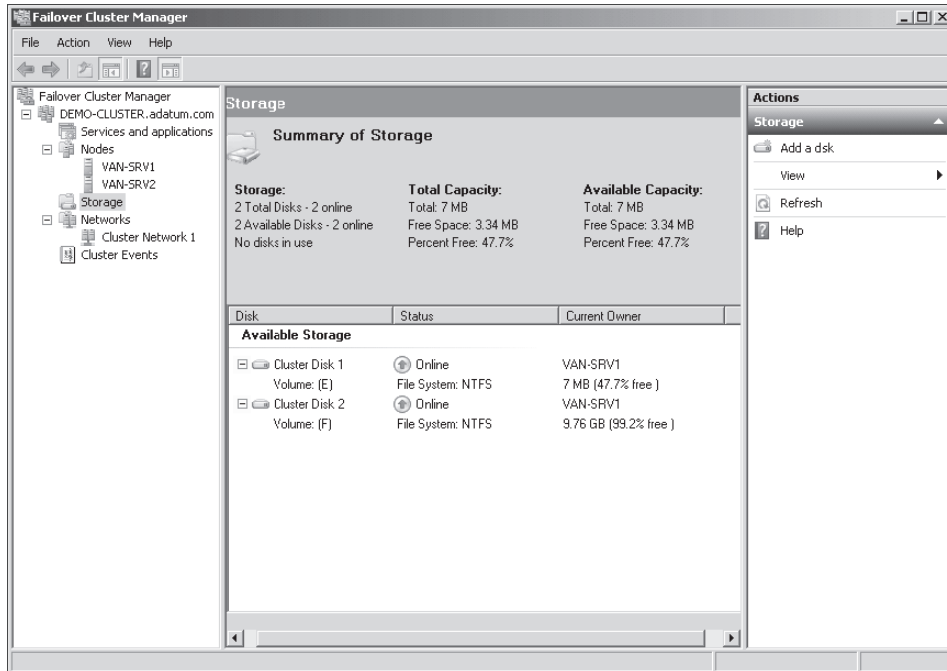 Failover Cluster Manager
File Action View Help
Failover Cluster Manager
DEMO-CLUSTER.adatum.com
Services and applications
Nodes
VAN-SRV1
VAN-SRV2
Storage
Networks
Cluster Network 1
Cluster Events
Storage
Summary of Storage
Storage: Total Capacity: Available Capacity:
2 Total Disks - 2 online Total: 7 MB Total: 7 MB
2 Available Disks - 2 online Free Space: 3.34 MB Free Space: 3.34 MB
No disks in use Percent Free: 47.7% Percent Free: 47.7%
Disk Status Current Owner
Available Storage
Cluster Disk 1 Online VAN-SRV1
Volume: (E) File System: NTFS 7 MB (47.7% free )
Cluster Disk 2 Online VAN-SRV1
Volume: (F) File System: NTFS 9.76 GB (99.2% free )
Actions
Storage
Add a dsk
View
Refresh
Help